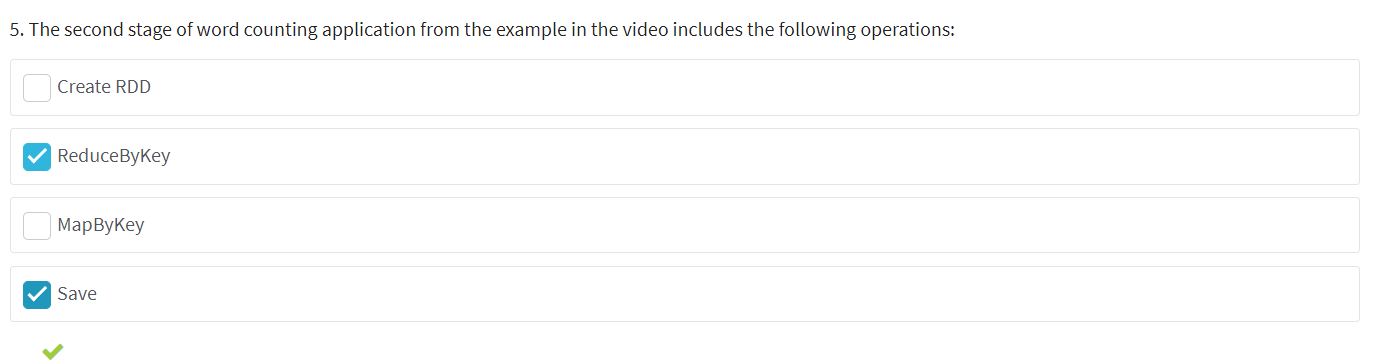 5. The second stage of word counting application from the example in the video includes the following operations:
Create RDD
ReduceByKey
MapByKey
Save